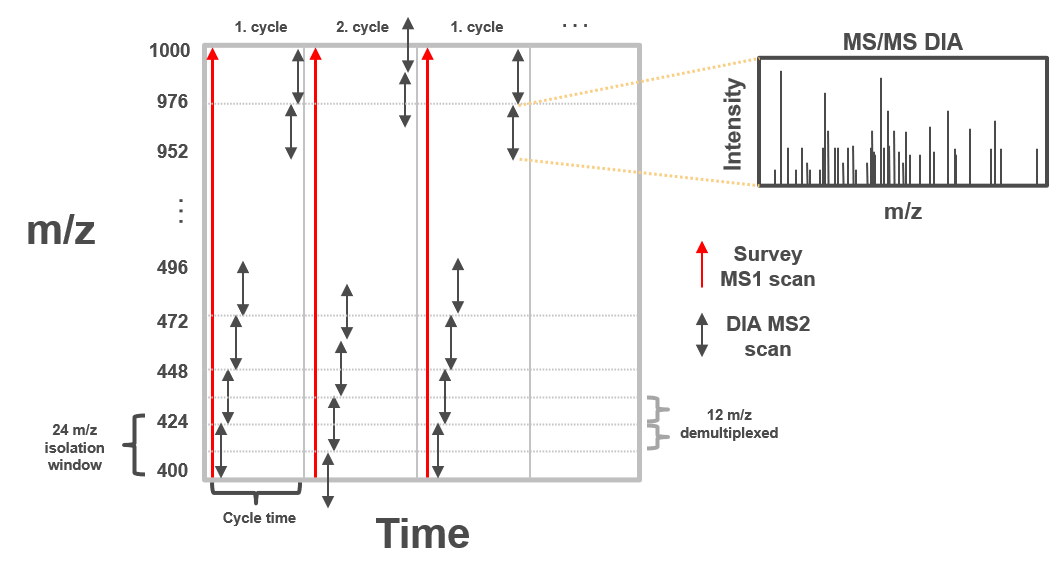 1. cycle
2. cycle
1. cycle
. . .
1000
976
952
⋮
496
472
448
424
400
m/z
24 m/z
isolation
window
Cycle time
Time
MS/MS DIA
Intensity
m/z
Survey
MS1 scan
DIA MS2
scan
12 m/z
demultiplexed